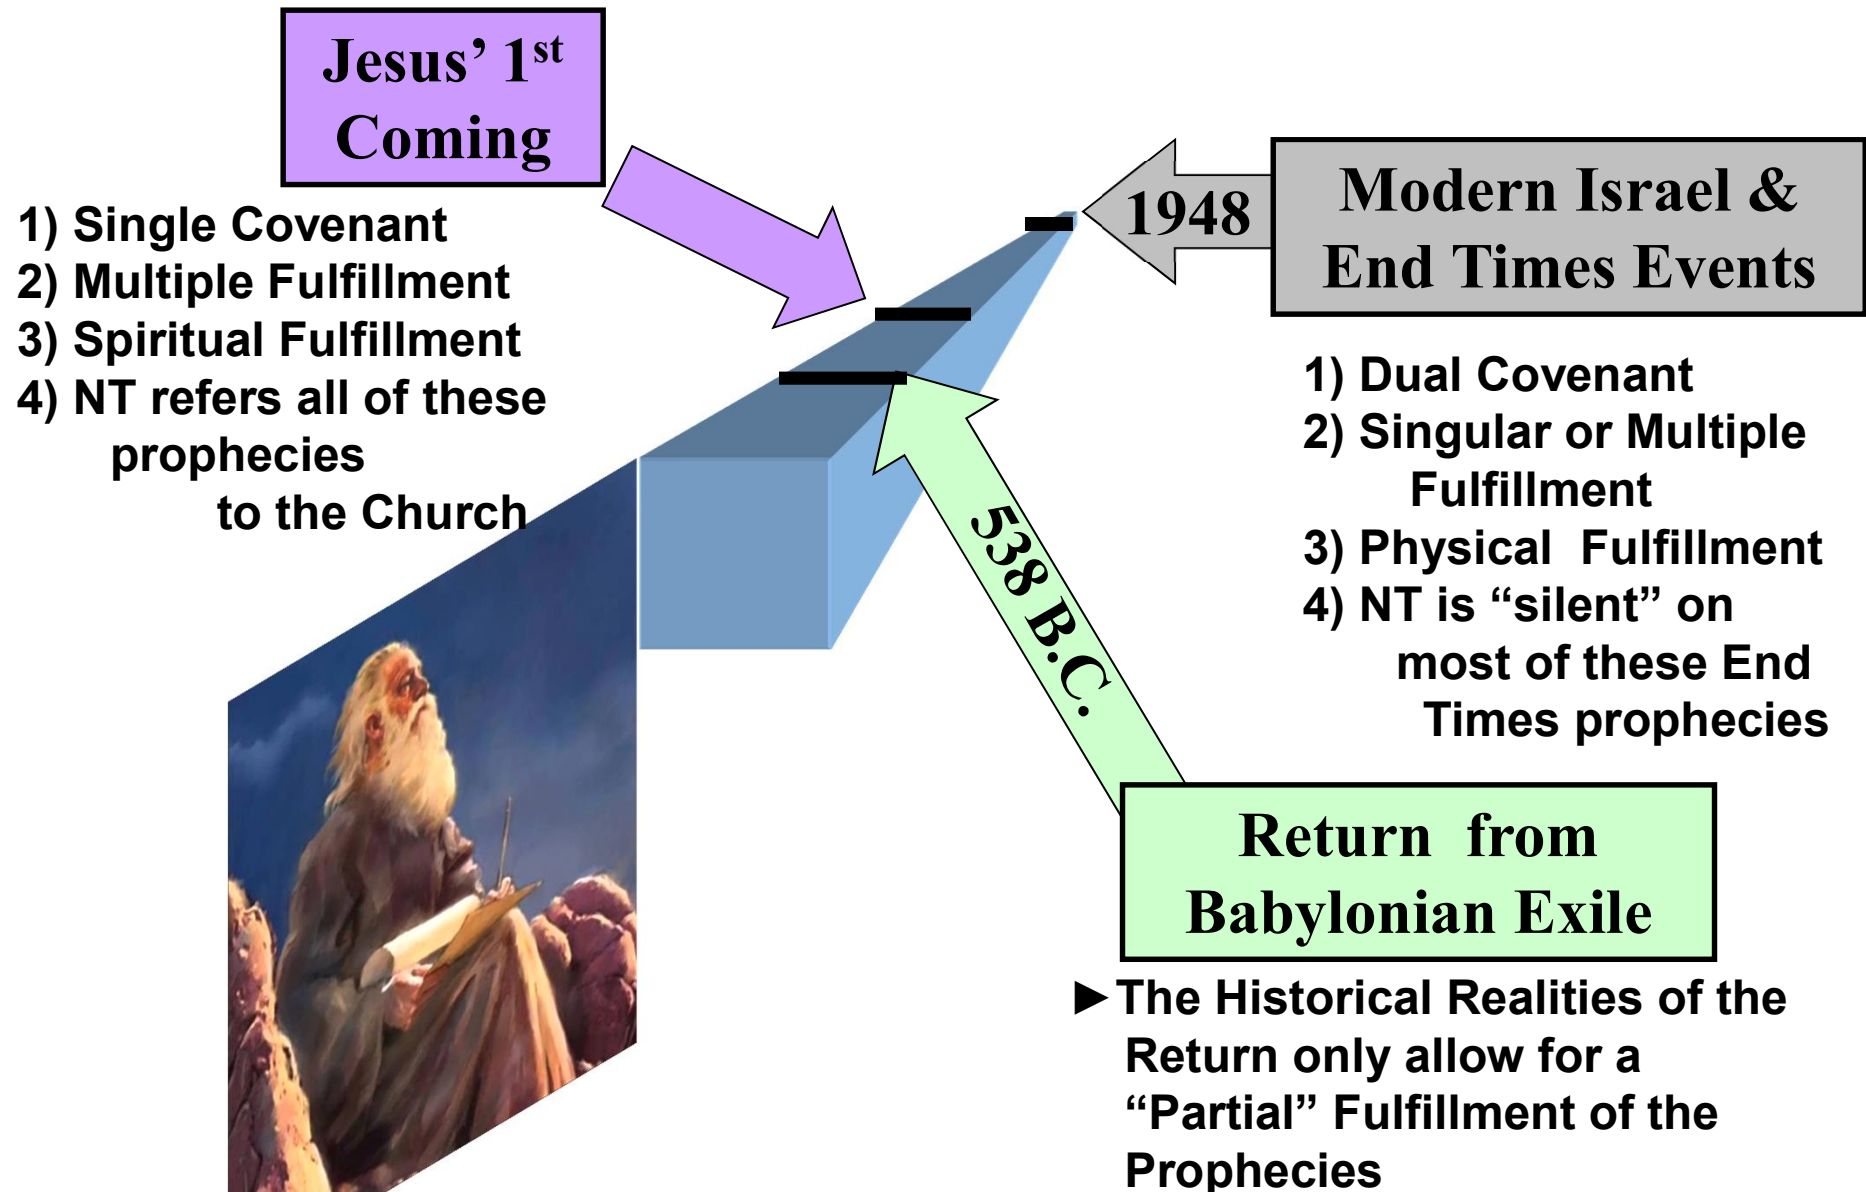 Jesus’ 1st
Coming
1) Single Covenant
2) Multiple Fulfillment
3) Spiritual Fulfillment
4) NT refers all of these
prophecies
to the Church
1948
Modern Israel &
End Times Events
1) Dual Covenant
2) Singular or Multiple
Fulfillment
3) Physical Fulfillment
4) NT is “silent” on
most of these End
Times prophecies
538 B.C.
Return from
Babylonian Exile
►The Historical Realities of the
Return only allow for a
“Partial” Fulfillment of the
Prophecies